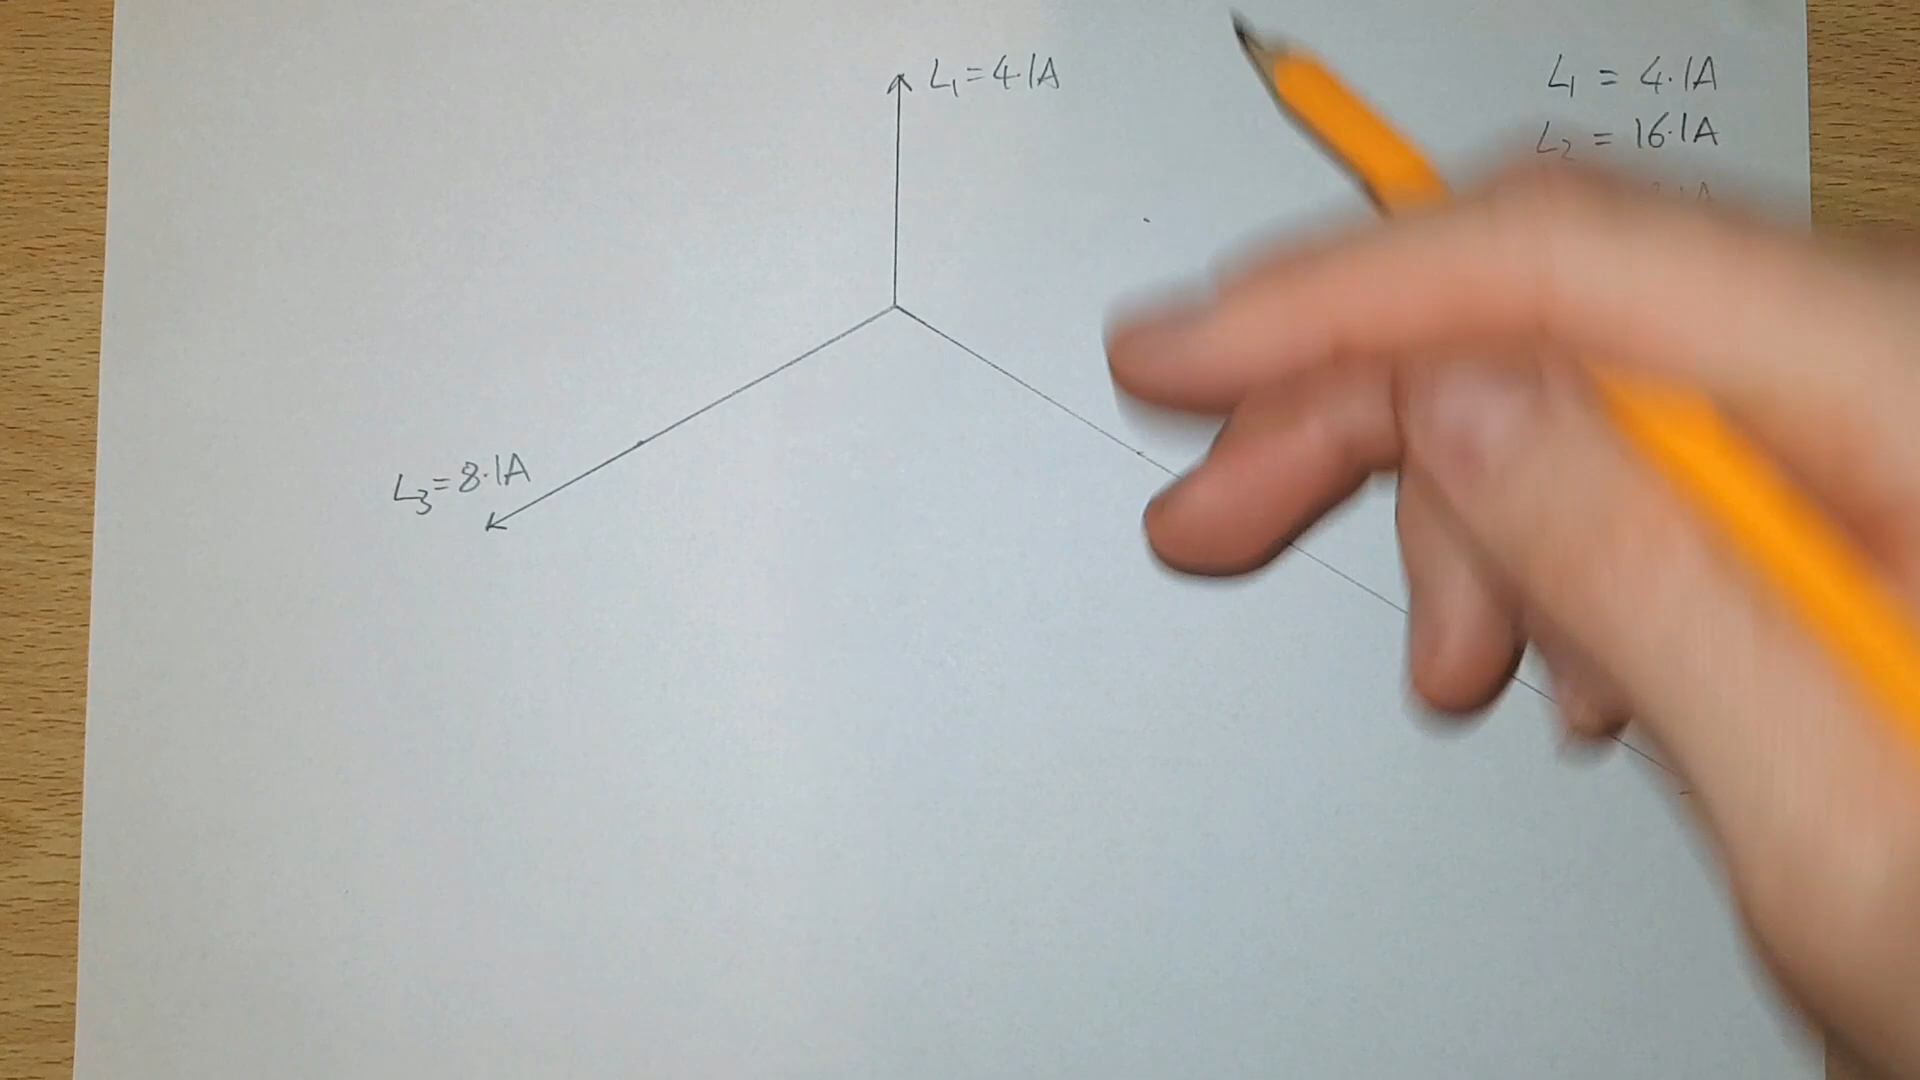 L1 = 4.1A
L1 = 4.1A
L2 = 16.1A
L3 = 8.1A